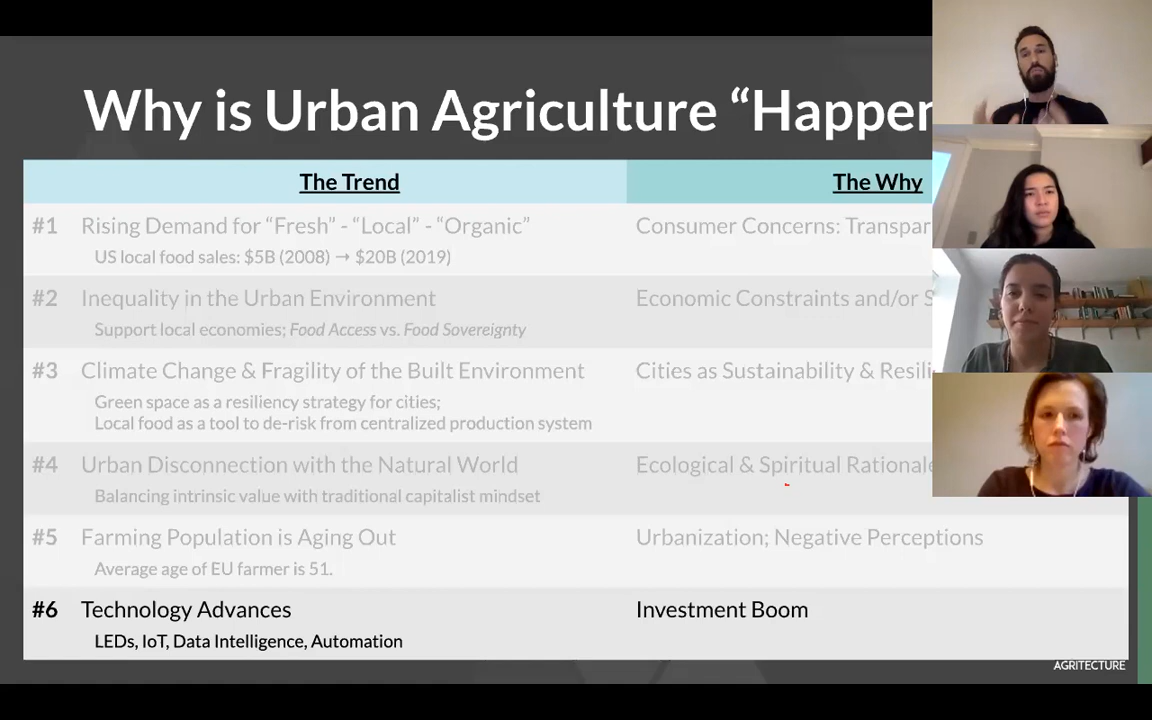 Why is Urban Agriculture “Happen
The Trend
The Why
#1 Rising Demand for “Fresh” - “Local” - “Organic”
Consumer Concerns: Transpar
US local food sales: $5B (2008) → $20B (2019)
#2 Inequality in the Urban Environment
Economic Constraints and/or S
Support local economies; Food Access vs. Food Sovereignty
#3 Climate Change & Fragility of the Built Environment
Cities as Sustainability & Resili
Green space as a resiliency strategy for cities;
Local food as a tool to de-risk from centralized production system
#4 Urban Disconnection with the Natural World
Ecological & Spiritual Rationale
Balancing intrinsic value with traditional capitalist mindset
#5 Farming Population is Aging Out
Urbanization; Negative Perceptions
Average age of EU farmer is 51.
#6 Technology Advances
Investment Boom
LEDs, IoT, Data Intelligence, Automation
AGRITECTURE